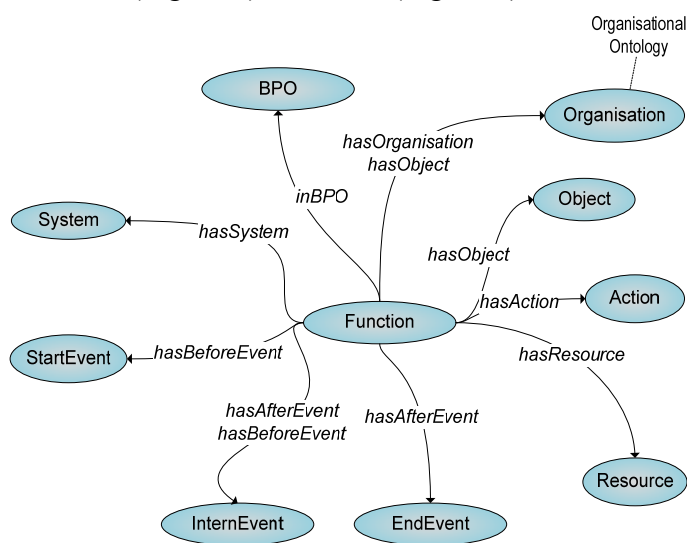 Organisational
Ontology
BPO
Organisation
hasOrganisation
hasObject
inBPO
Object
System
hasSystem
hasObject
Action
hasAction
Function
StartEvent
hasBeforeEvent
hasResource
hasAfterEvent
hasBeforeEvent
hasAfterEvent
Resource
InternEvent
EndEvent